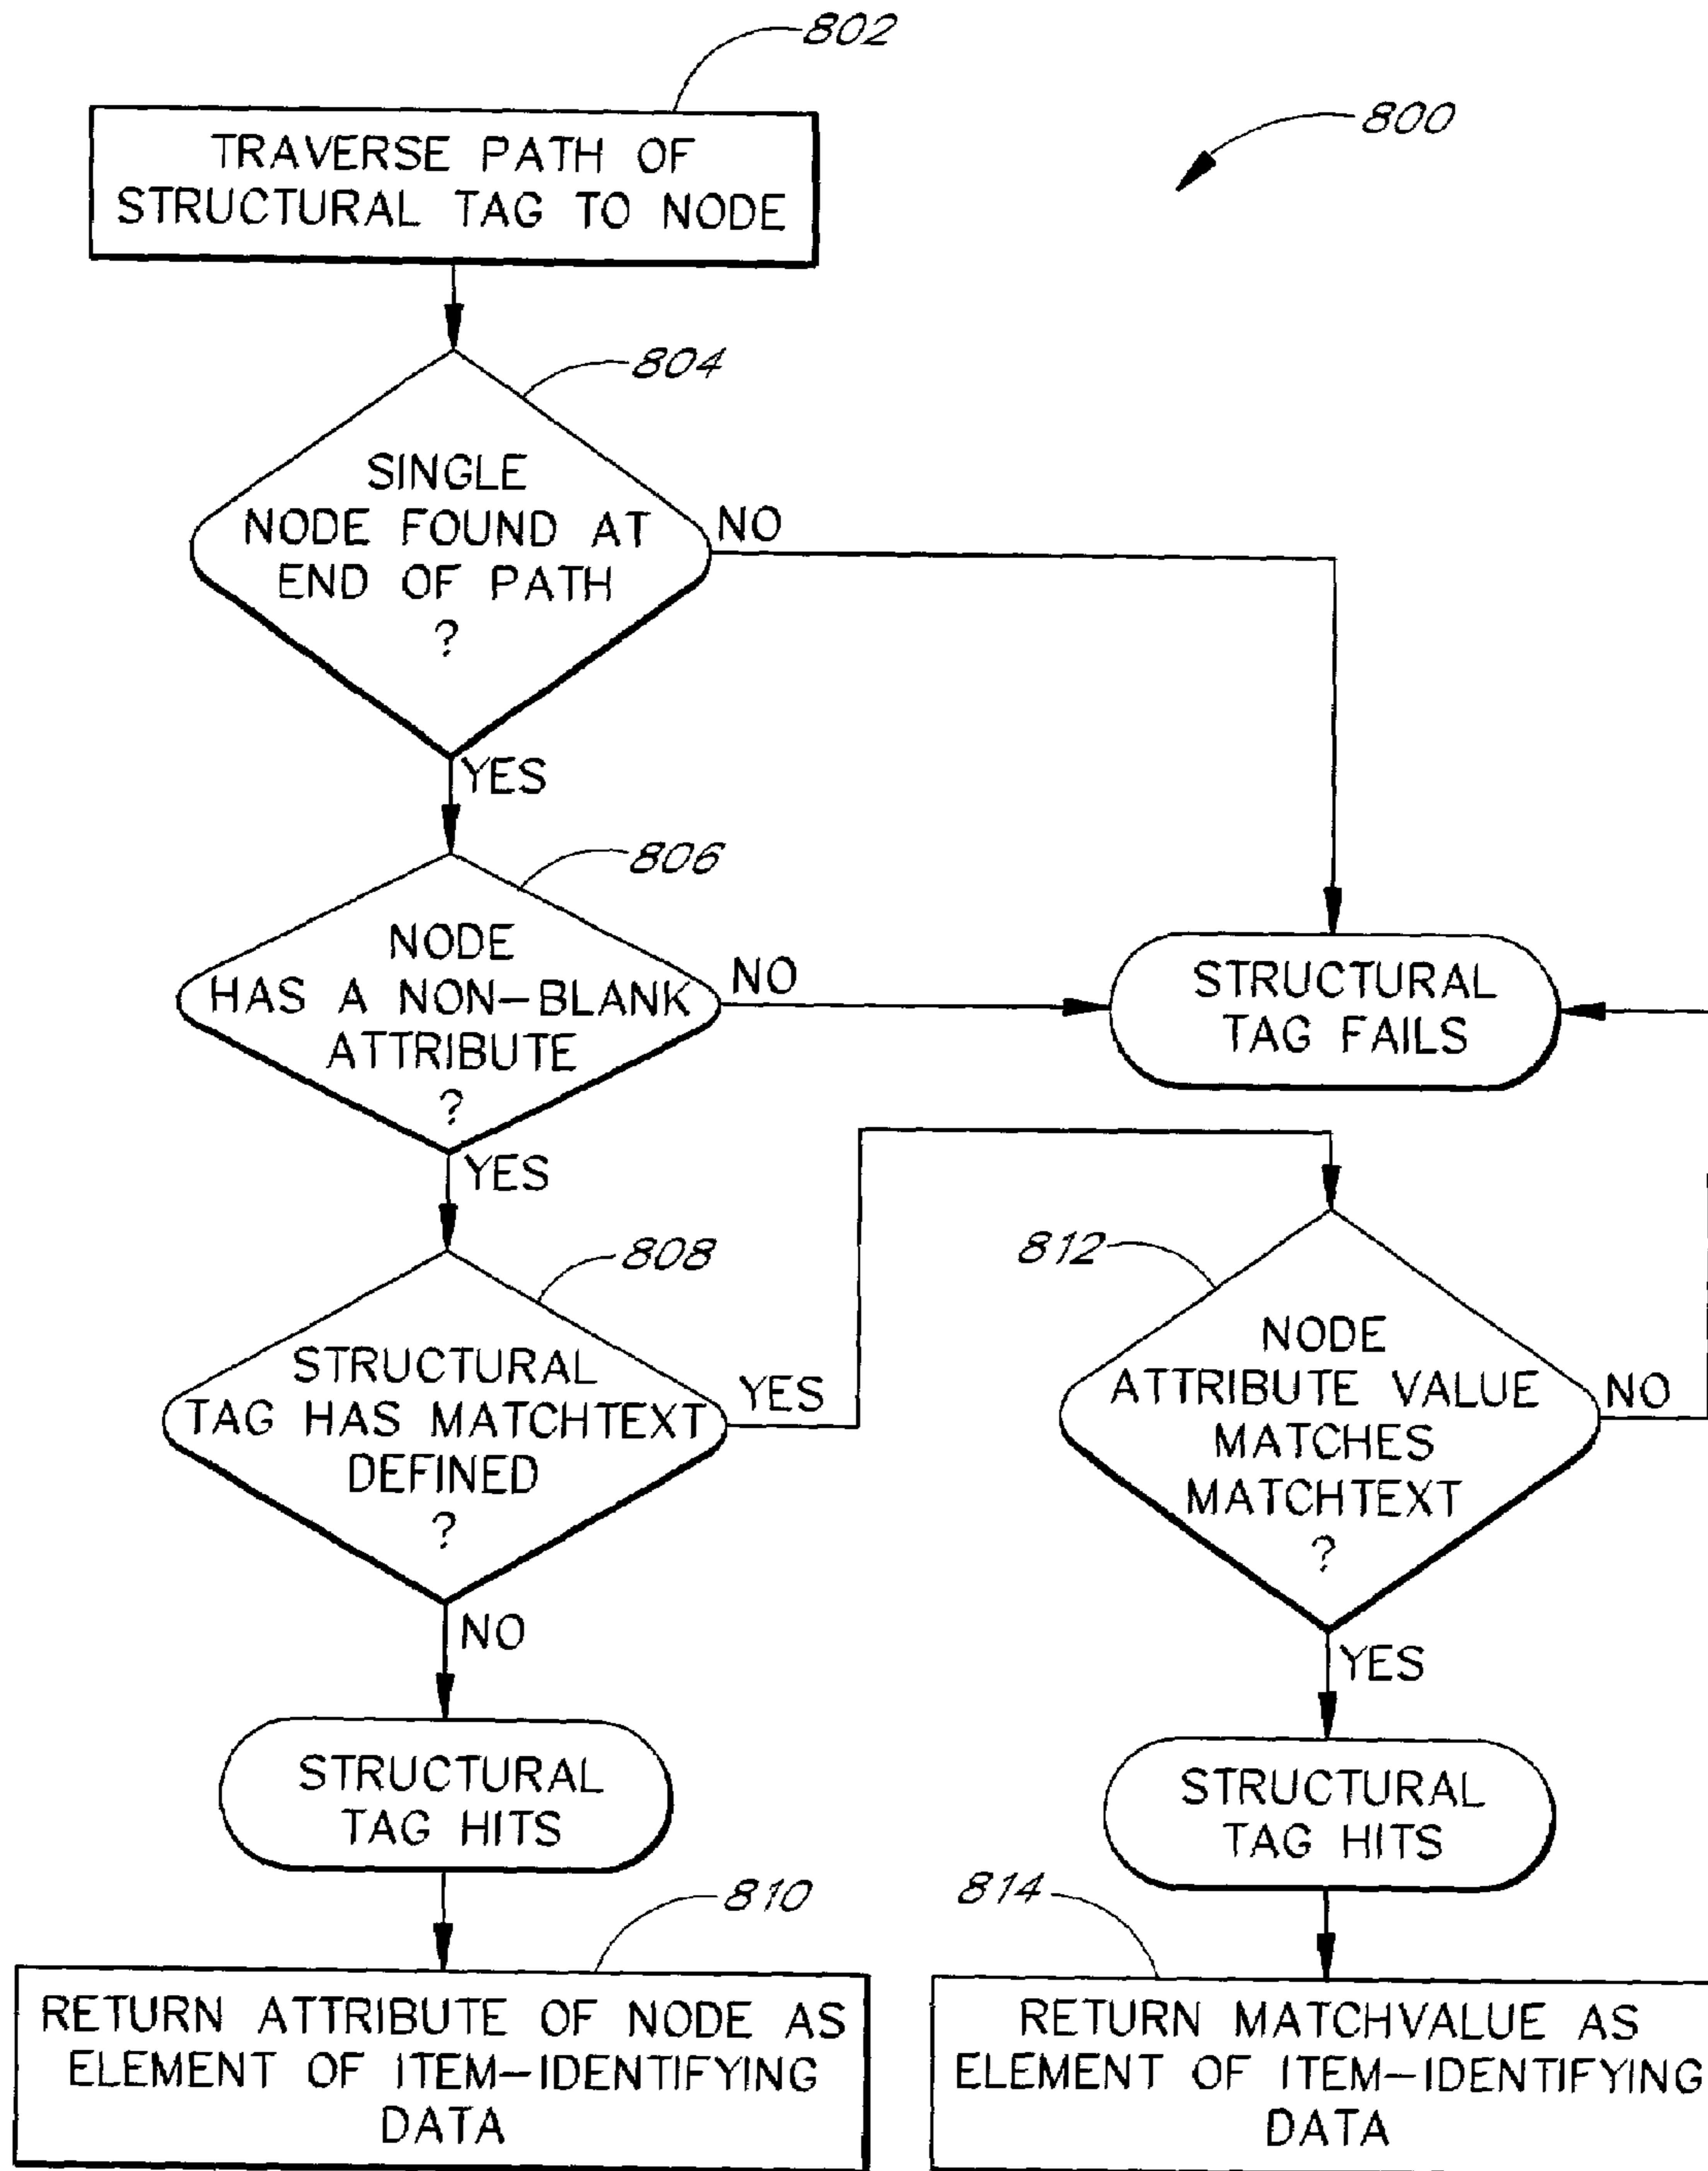 802
800
TRAVERSE PATH OF
STRUCTURAL TAG TO NODE
804
SINGLE
NODE FOUND AT
END OF PATH
?
NO
YES
806
NODE
HAS A NON-BLANK
ATTRIBUTE
?
NO
STRUCTURAL
TAG FAILS
YES
808
STRUCTURAL
TAG HAS MATCHTEXT
DEFINED
?
YES
812
NODE
ATTRIBUTE VALUE
MATCHES
MATCHTEXT
?
NO
NO
YES
STRUCTURAL
TAG HITS
STRUCTURAL
TAG HITS
810
RETURN ATTRIBUTE OF NODE AS
ELEMENT OF ITEM-IDENTIFYING
DATA
814
RETURN MATCHVALUE AS
ELEMENT OF ITEM-IDENTIFYING
DATA